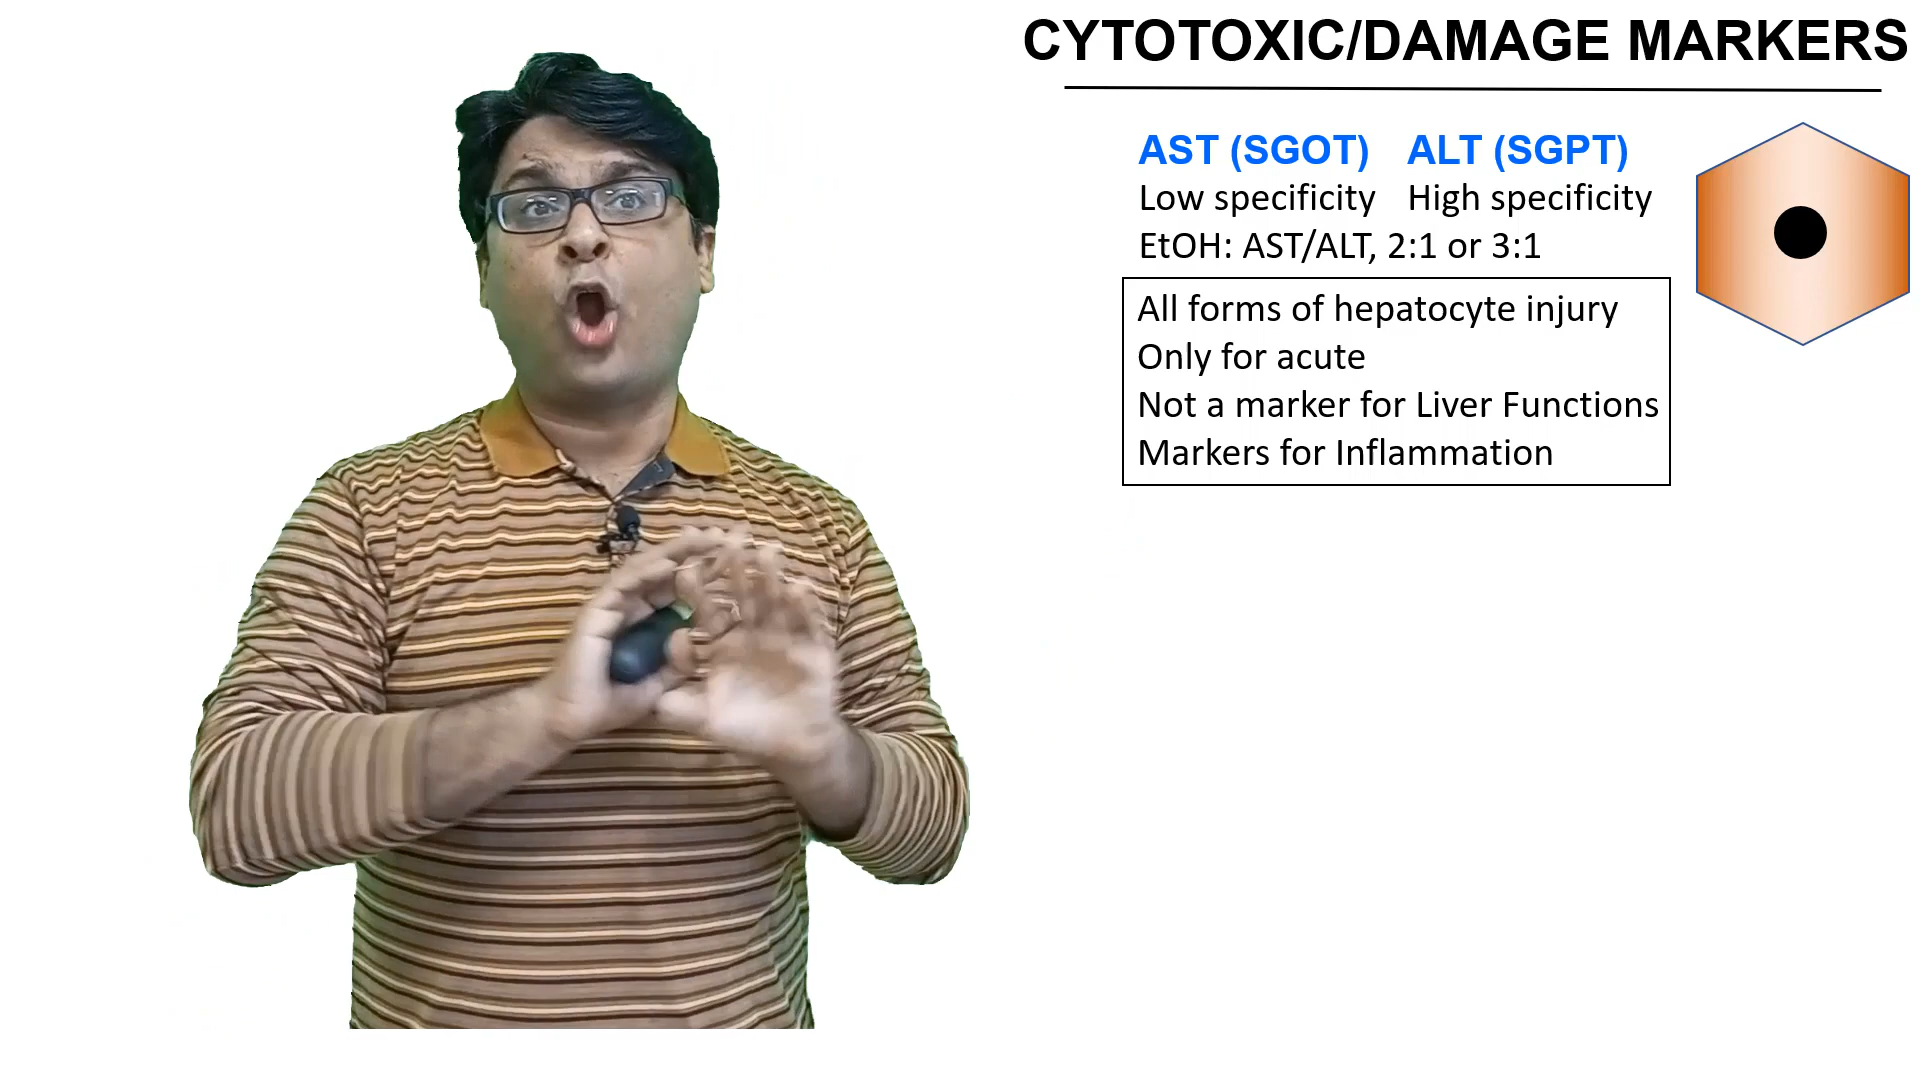 CYTOTOXIC/DAMAGE MARKERS
AST (SGOT) ALT (SGPT)
Low specificity High specificity
EtOH: AST/ALT, 2:1 or 3:1
All forms of hepatocyte injury
Only for acute
Not a marker for Liver Functions
Markers for Inflammation